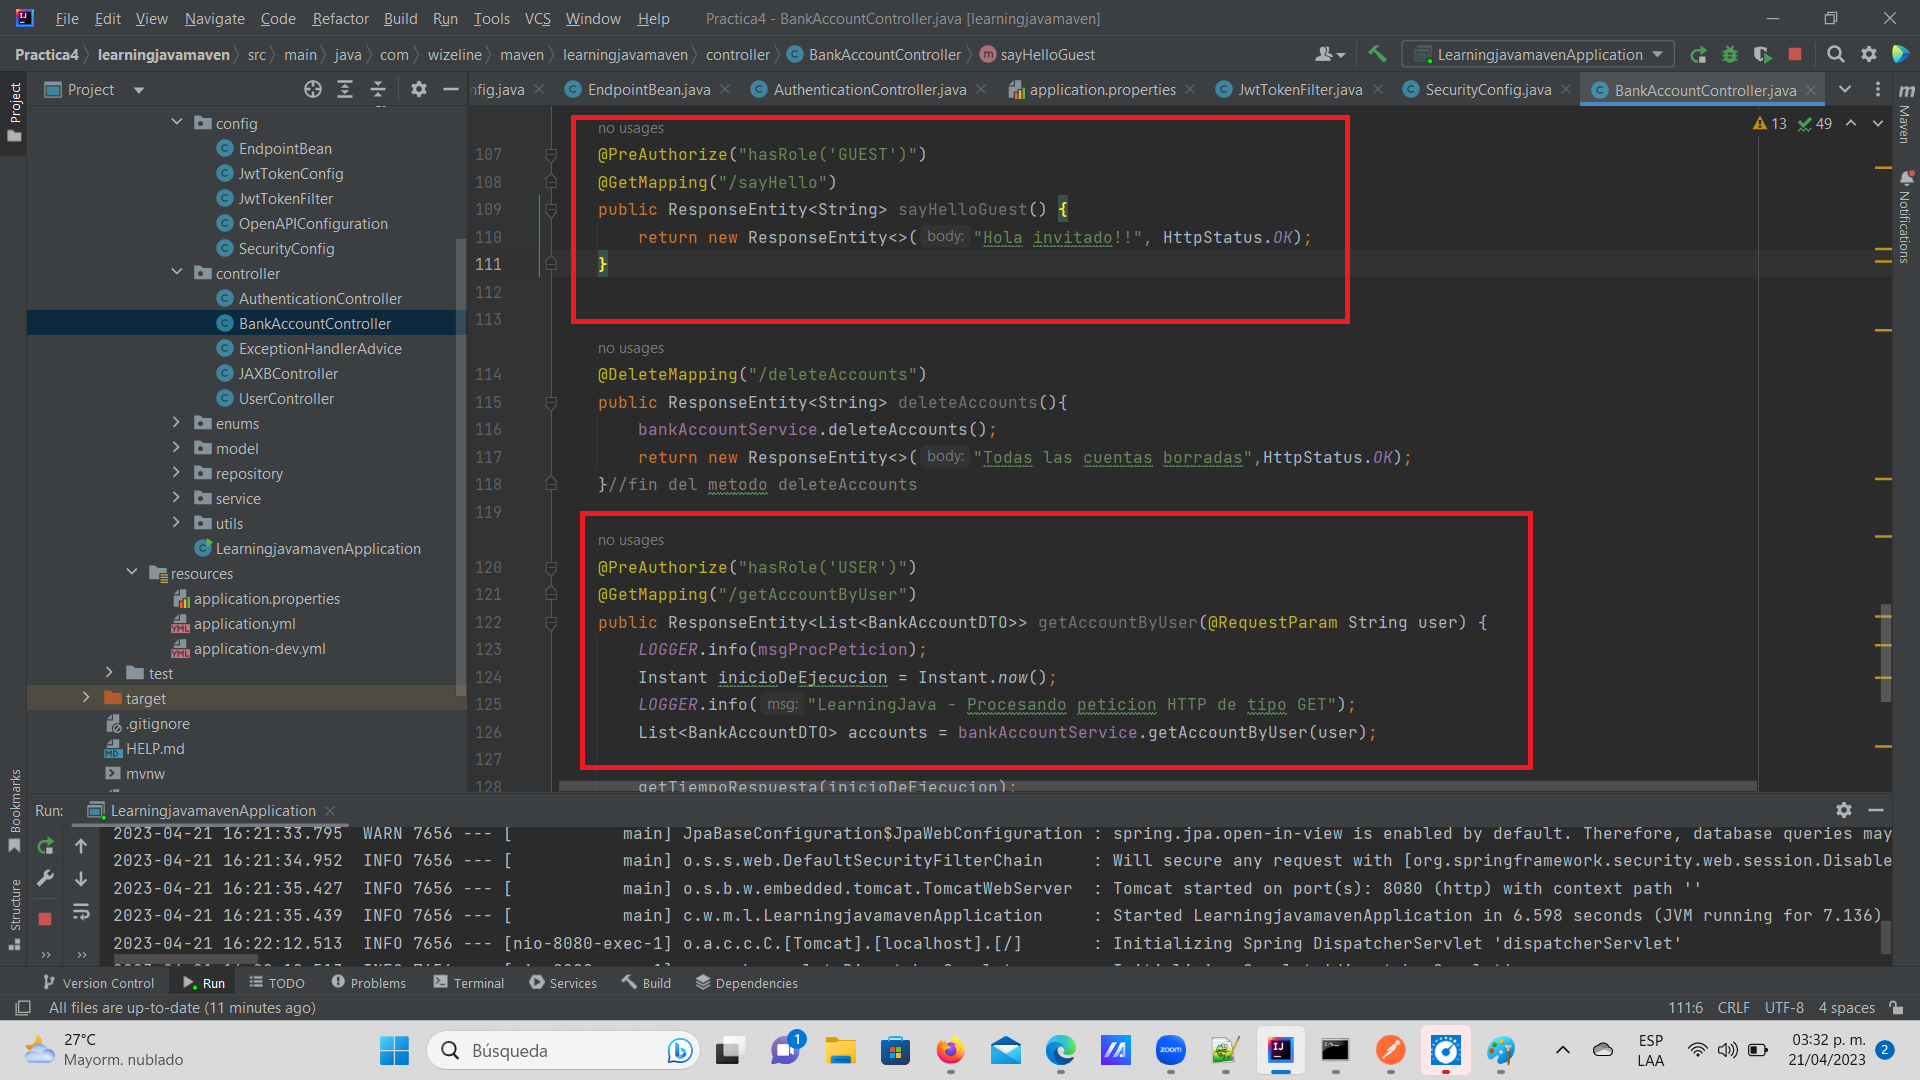 File Edit View Navigate Code Refactor Build Run Tools VCS Window Help Practica4 - BankAccountController.java [learningjavamaven]
Practica4 learningjavamaven src main java com wizeline maven learningjavamaven controller BankAccountController sayHelloGuest LearningjavamavenApplication
Project nfig.java EndpointBean.java AuthenticationController.java application.properties JwtTokenFilter.java SecurityConfig.java BankAccountController.java
Project
Maven
Notifications
Bookmarks
Structure
config
EndpointBean
JwtTokenConfig
JwtTokenFilter
OpenAPIConfiguration
SecurityConfig
controller
AuthenticationController
BankAccountController
ExceptionHandlerAdvice
JAXBController
UserController
enums
model
repository
service
utils
LearningjavamavenApplication
resources
application.properties
application.yml
application-dev.yml
test
target
.gitignore
HELP.md
mvnw
13 49
no usages
107 @PreAuthorize("hasRole('GUEST')")
108 @GetMapping("/sayHello")
109 public ResponseEntity<String> sayHelloGuest() {
110 return new ResponseEntity<>( body: "Hola invitado!!", HttpStatus.OK);
111 }
112
113
no usages
114 @DeleteMapping("/deleteAccounts")
115 public ResponseEntity<String> deleteAccounts(){
116 bankAccountService.deleteAccounts();
117 return new ResponseEntity<>( body: "Todas las cuentas borradas",HttpStatus.OK);
118 }//fin del metodo deleteAccounts
119
no usages
120 @PreAuthorize("hasRole('USER')")
121 @GetMapping("/getAccountByUser")
122 public ResponseEntity<List<BankAccountDTO>> getAccountByUser(@RequestParam String user) {
123 LOGGER.info(msgProcPeticion);
124 Instant inicioDeEjecucion = Instant.now();
125 LOGGER.info( msg: "LearningJava - Procesando peticion HTTP de tipo GET");
126 List<BankAccountDTO> accounts = bankAccountService.getAccountByUser(user);
127
128 getTiempoRespuesta(inicioDeEjecucion);
Run: LearningjavamavenApplication
2023-04-21 16:21:33.795 WARN 7656 --- [ main] JpaBaseConfiguration$JpaWebConfiguration : spring.jpa.open-in-view is enabled by default. Therefore, database queries may
2023-04-21 16:21:34.952 INFO 7656 --- [ main] o.s.s.web.DefaultSecurityFilterChain : Will secure any request with [org.springframework.security.web.session.Disable
2023-04-21 16:21:35.427 INFO 7656 --- [ main] o.s.b.w.embedded.tomcat.TomcatWebServer : Tomcat started on port(s): 8080 (http) with context path ''
2023-04-21 16:21:35.439 INFO 7656 --- [ main] c.w.m.l.LearningjavamavenApplication : Started LearningjavamavenApplication in 6.598 seconds (JVM running for 7.136)
2023-04-21 16:22:12.513 INFO 7656 --- [nio-8080-exec-1] o.a.c.c.C.[Tomcat].[localhost].[/] : Initializing Spring DispatcherServlet 'dispatcherServlet'
Version Control Run TODO Problems Terminal Services Build Dependencies
All files are up-to-date (11 minutes ago) 111:6 CRLF UTF-8 4 spaces
27°C
Mayorm. nublado
Búsqueda
1
zoom
ESP
LAA
03:32 p. m.
21/04/2023
2